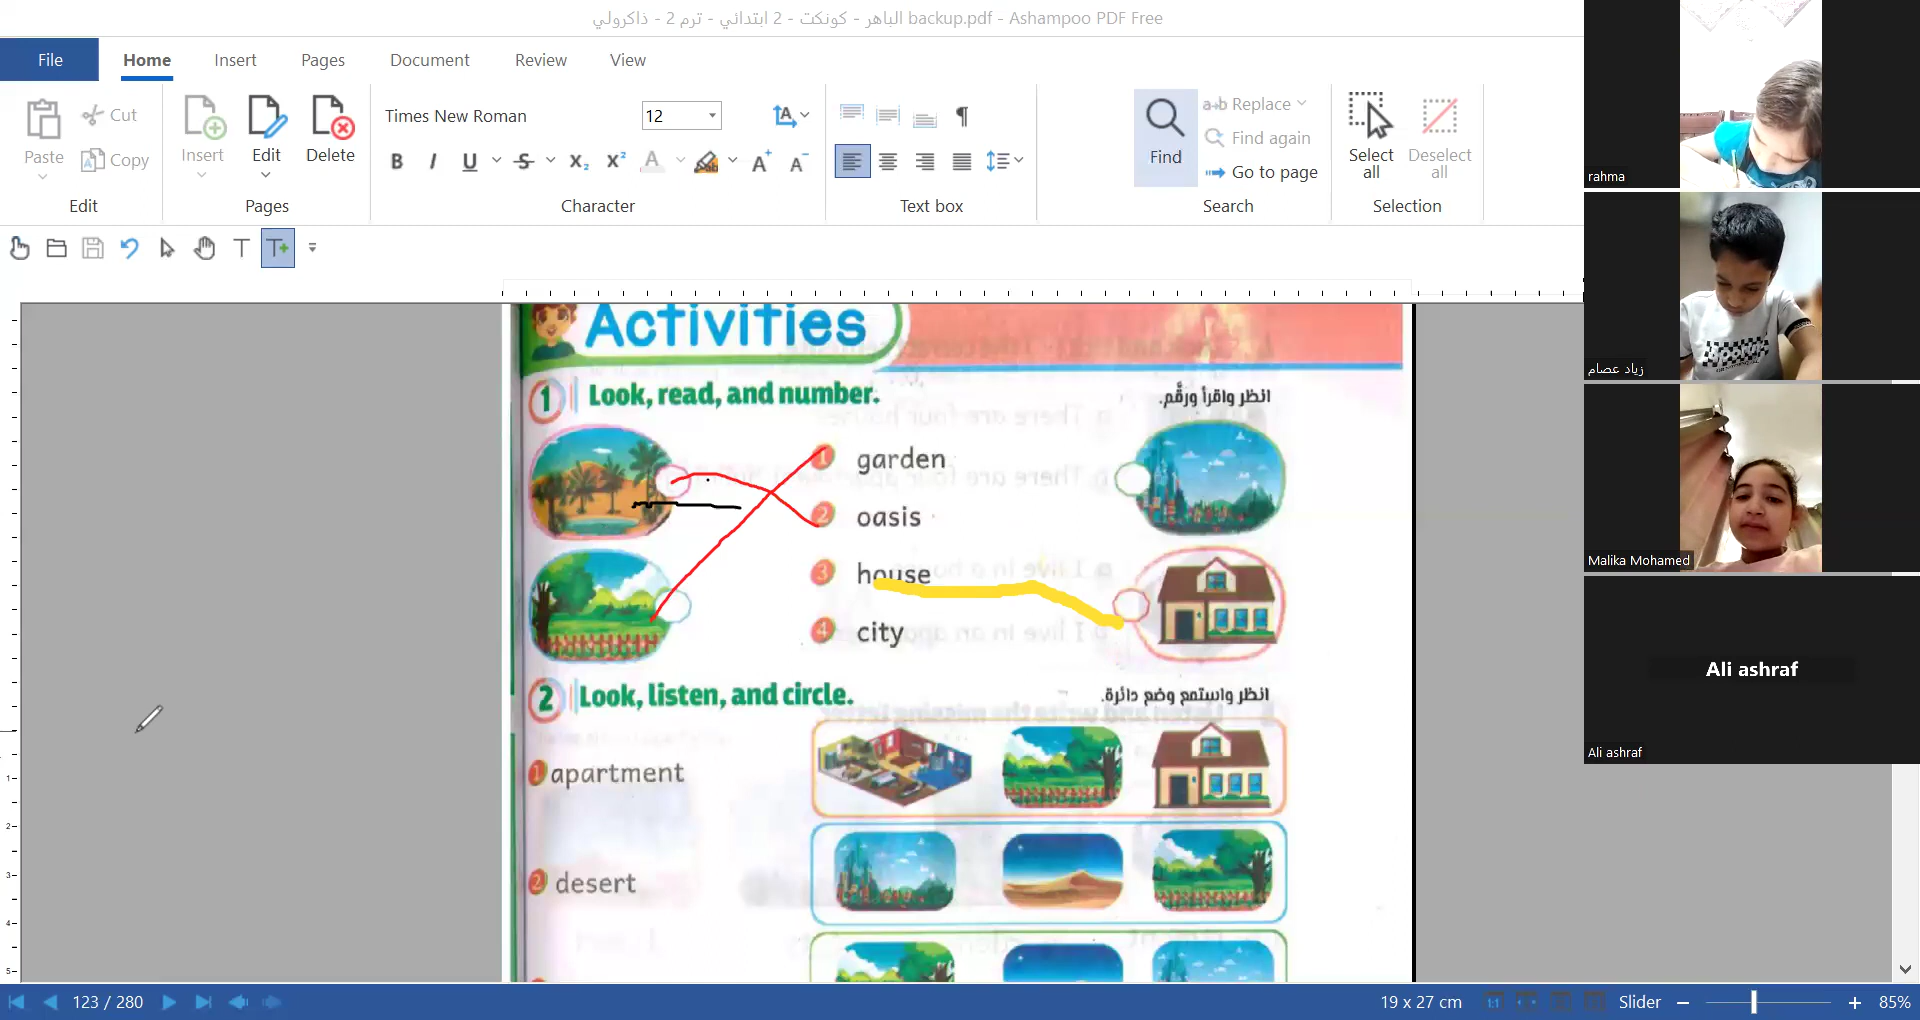 الباهر - كونكت - 2 ابتدائي - ترم 2 - ذاكرولي backup.pdf - Ashampoo PDF Free
File Home Insert Pages Document Review View
Paste Cut Copy Insert Edit Delete
Times New Roman 12
B I U S X₂ X² A A⁺ A⁻
Find Replace Find again Go to page
Select all Deselect all
Edit Pages Character Text box Search Selection
Activities
1 Look, read, and number. انظر واقرأ ورقَّم.
1 garden
2 oasis
3 house
4 city
2 Look, listen, and circle. انظر واستمع وضع دائرة.
1 apartment
2 desert
rahma
زياد عصام
Malika Mohamed
Ali ashraf
Ali ashraf
123 / 280 19 x 27 cm 1:1 Slider 85%